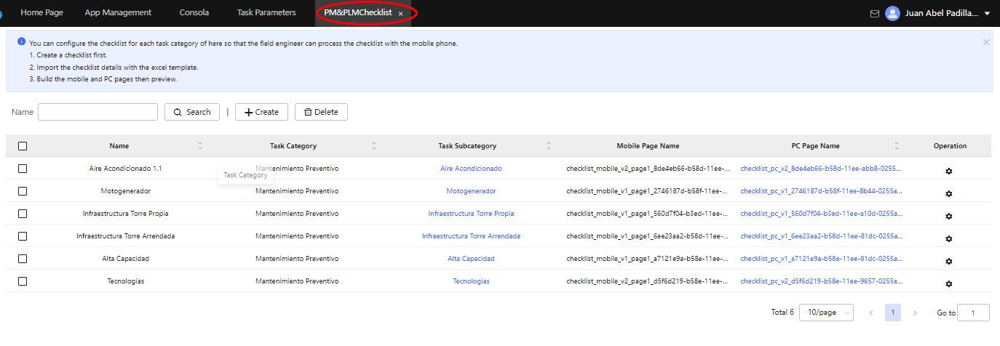 Home Page App Management Consola Task Parameters PM&PLMChecklist × Juan Abel Padilla...
You can configure the checklist for each task category of here so that the field engineer can process the checklist with the mobile phone.
1. Create a checklist first.
2. Import the checklist details with the excel template.
3. Build the mobile and PC pages then preview.
Name Search | Create Delete
Name Task Category Task Subcategory Mobile Page Name PC Page Name Operation
Aire Acondicionado 1.1 Mantenimiento Preventivo Aire Acondicionado checklist_mobile_v2_page1_8de4eb66-b58d-11ee-... checklist_pc_v2_8de4eb66-b58d-11ee-abb8-0255...
Task Category
Motogenerador Mantenimiento Preventivo Motogenerador checklist_mobile_v1_page1_2746187d-b58f-11ee-... checklist_pc_v1_2746187d-b58f-11ee-8b44-0255a...
Infraestructura Torre Propia Mantenimiento Preventivo Infraestructura Torre Propia checklist_mobile_v1_page1_560d7f04-b3ed-11ee-... checklist_pc_v1_560d7f04-b3ed-11ee-a10d-0255a...
Infraestructura Torre Arrendada Mantenimiento Preventivo Infraestructura Torre Arrendada checklist_mobile_v1_page1_6ee23aa2-b58d-11ee-... checklist_pc_v1_6ee23aa2-b58d-11ee-81dc-0255a...
Alta Capacidad Mantenimiento Preventivo Alta Capacidad checklist_mobile_v1_page1_a7121e9a-b58e-11ee-... checklist_pc_v1_a7121e9a-b58e-11ee-81dc-0255a...
Tecnologias Mantenimiento Preventivo Tecnologias checklist_mobile_v2_page1_d5f6d219-b58e-11ee-... checklist_pc_v2_d5f6d219-b58e-11ee-9657-0255a...
Total 6 10/page 1 Go to 1